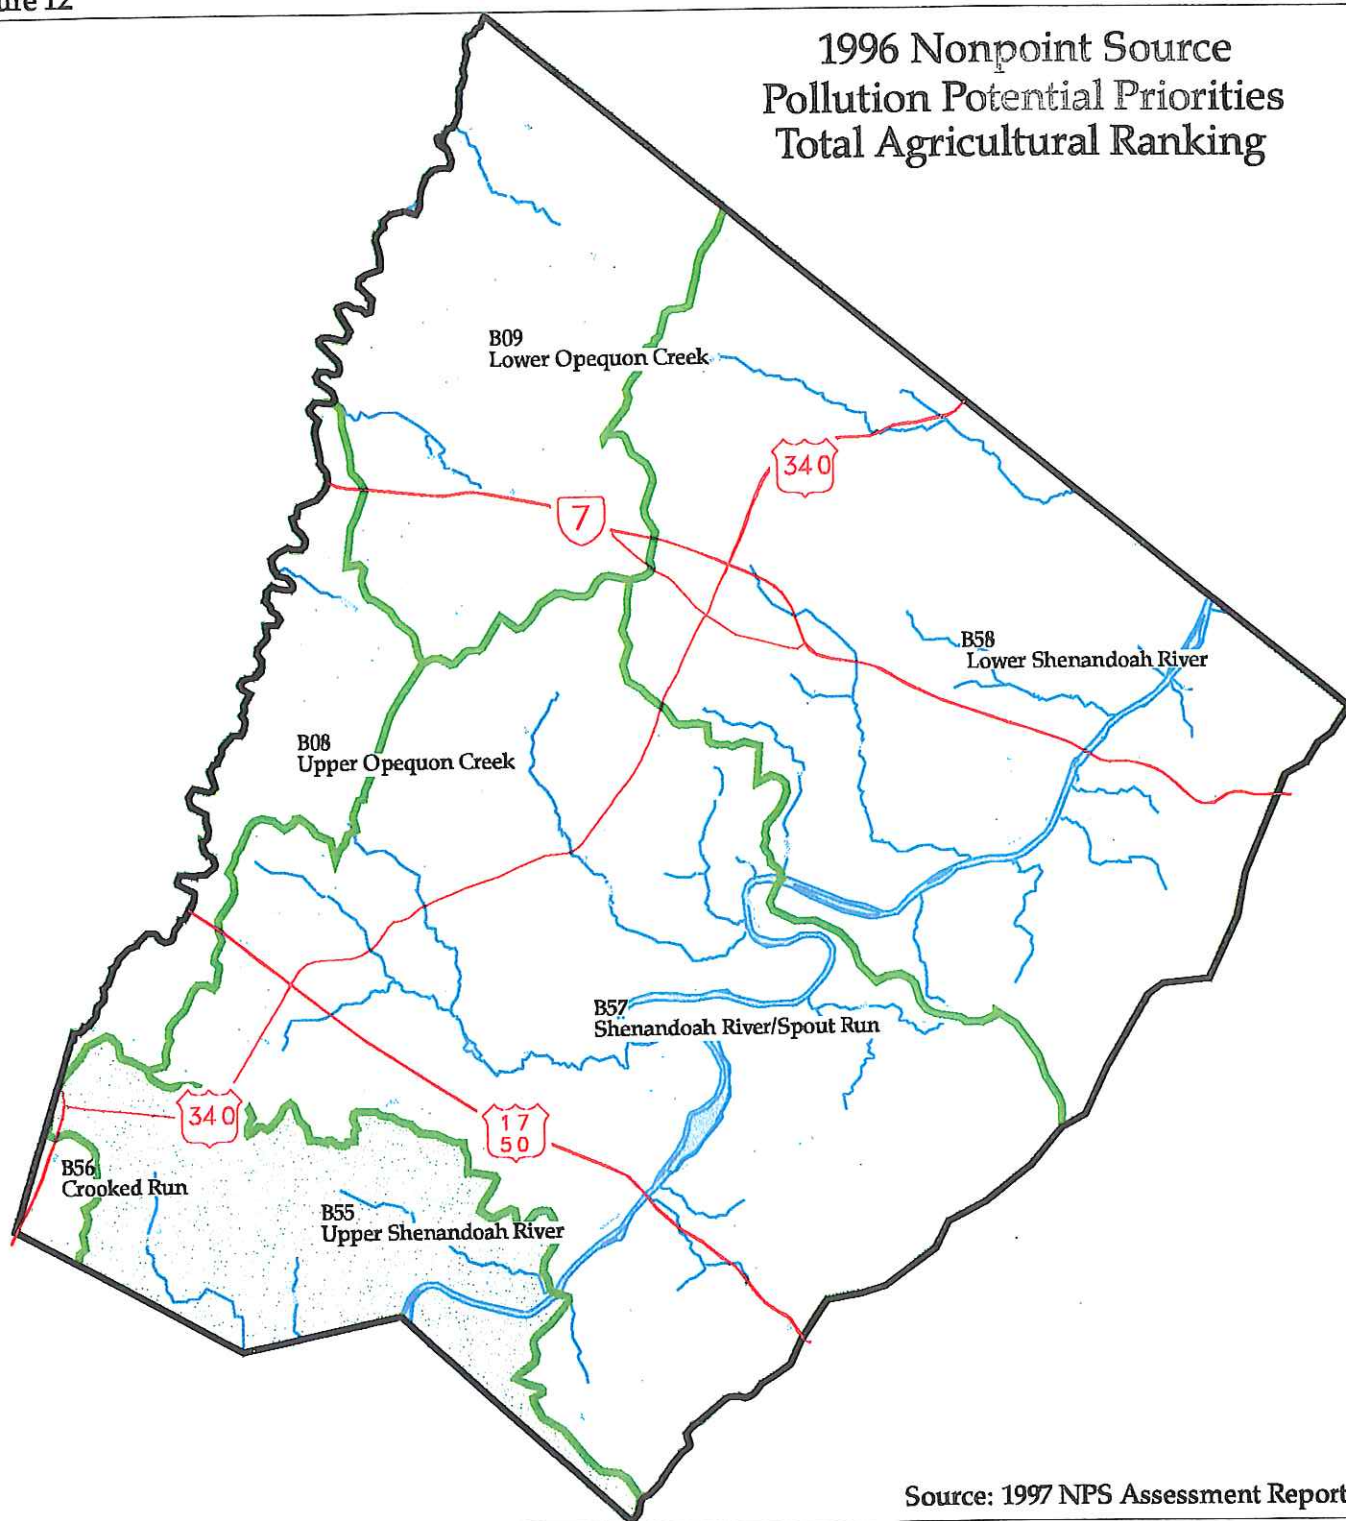 1996 Nonpoint Source
Pollution Potential Priorities
Total Agricultural Ranking
B09
Lower Opequon Creek
340
7
B58
Lower Shenandoah River
B08
Upper Opequon Creek
B57
Shenandoah River/Spout Run
340
17
50
B56
Crooked Run
B55
Upper Shenandoah River
Source: 1997 NPS Assessment Report